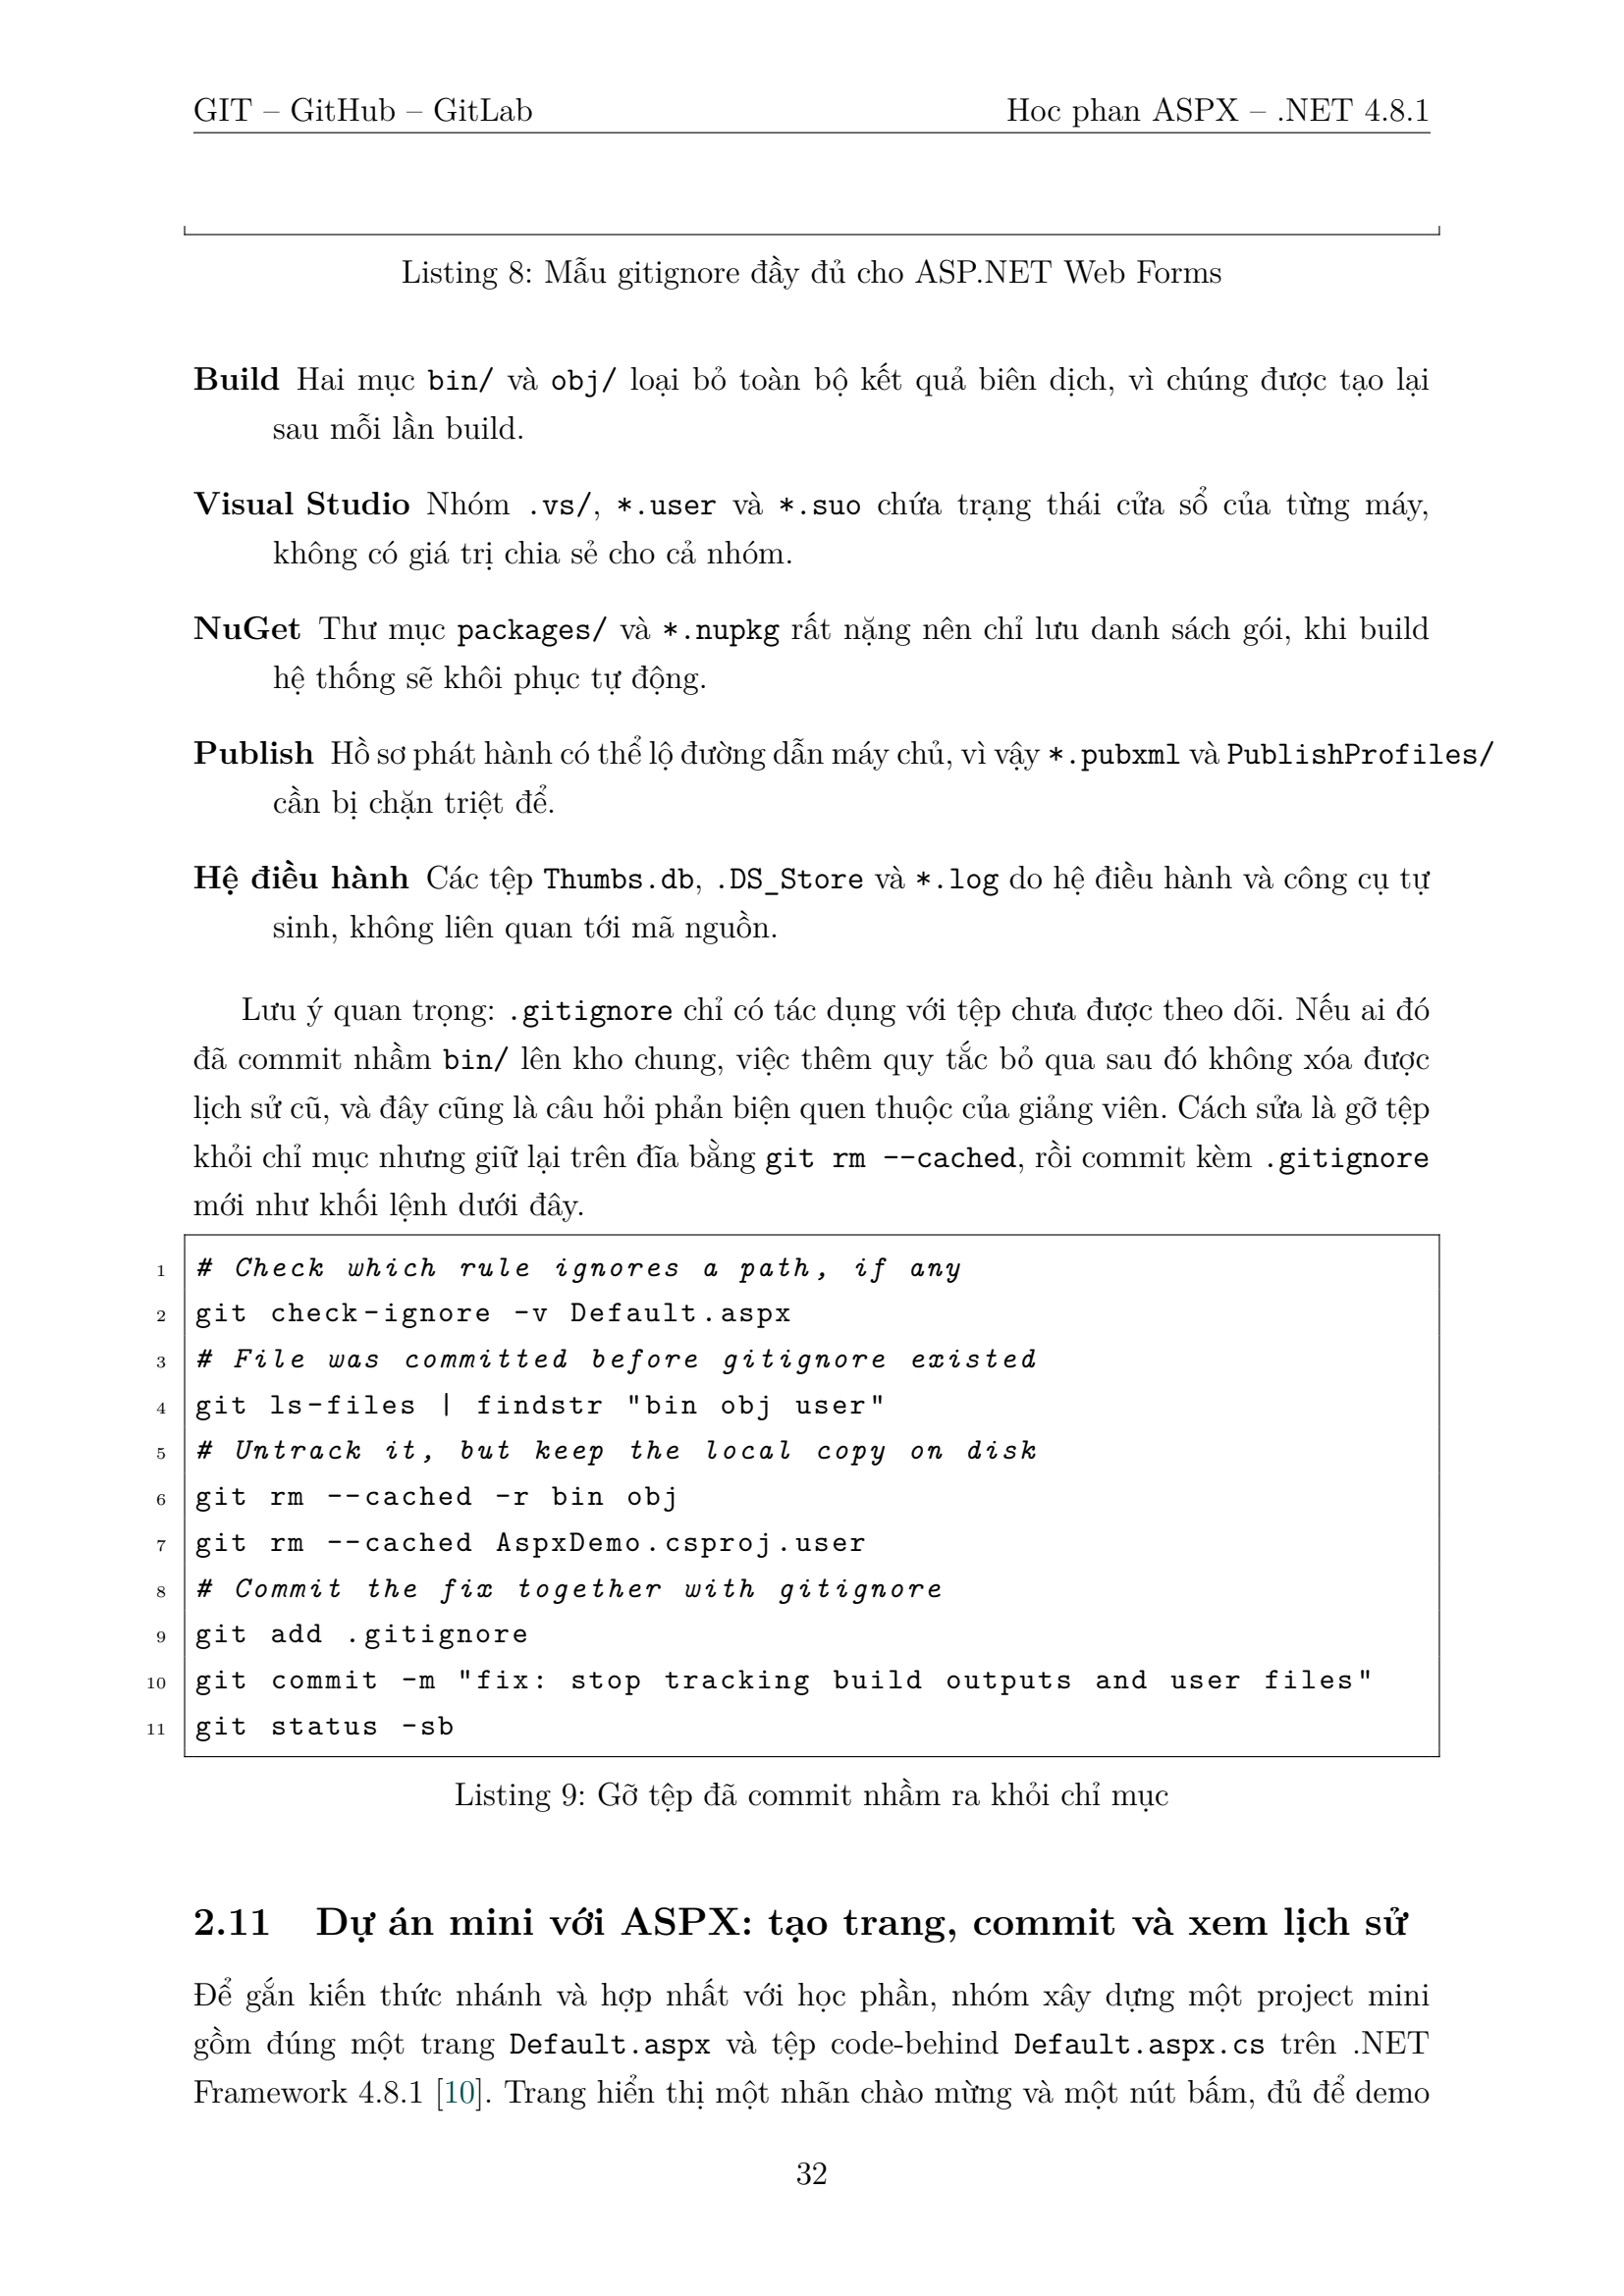 GIT – GitHub – GitLab Hoc phan ASPX – .NET 4.8.1
Listing 8: Mẫu gitignore đầy đủ cho ASP.NET Web Forms
Build Hai mục bin/ và obj/ loại bỏ toàn bộ kết quả biên dịch, vì chúng được tạo lại
sau mỗi lần build.
Visual Studio Nhóm .vs/, *.user và *.suo chứa trạng thái cửa sổ của từng máy,
không có giá trị chia sẻ cho cả nhóm.
NuGet Thư mục packages/ và *.nupkg rất nặng nên chỉ lưu danh sách gói, khi build
hệ thống sẽ khôi phục tự động.
Publish Hồ sơ phát hành có thể lộ đường dẫn máy chủ, vì vậy *.pubxml và PublishProfiles/
cần bị chặn triệt để.
Hệ điều hành Các tệp Thumbs.db, .DS_Store và *.log do hệ điều hành và công cụ tự
sinh, không liên quan tới mã nguồn.
Lưu ý quan trọng: .gitignore chỉ có tác dụng với tệp chưa được theo dõi. Nếu ai đó
đã commit nhầm bin/ lên kho chung, việc thêm quy tắc bỏ qua sau đó không xóa được
lịch sử cũ, và đây cũng là câu hỏi phản biện quen thuộc của giảng viên. Cách sửa là gỡ tệp
khỏi chỉ mục nhưng giữ lại trên đĩa bằng git rm --cached, rồi commit kèm .gitignore
mới như khối lệnh dưới đây.
1 # Check which rule ignores a path, if any
2 git check-ignore -v Default.aspx
3 # File was committed before gitignore existed
4 git ls-files | findstr "bin obj user"
5 # Untrack it, but keep the local copy on disk
6 git rm --cached -r bin obj
7 git rm --cached AspxDemo.csproj.user
8 # Commit the fix together with gitignore
9 git add .gitignore
10 git commit -m "fix: stop tracking build outputs and user files"
11 git status -sb
Listing 9: Gỡ tệp đã commit nhầm ra khỏi chỉ mục
2.11 Dự án mini với ASPX: tạo trang, commit và xem lịch sử
Để gắn kiến thức nhánh và hợp nhất với học phần, nhóm xây dựng một project mini
gồm đúng một trang Default.aspx và tệp code-behind Default.aspx.cs trên .NET
Framework 4.8.1 [10]. Trang hiển thị một nhãn chào mừng và một nút bấm, đủ để demo
32